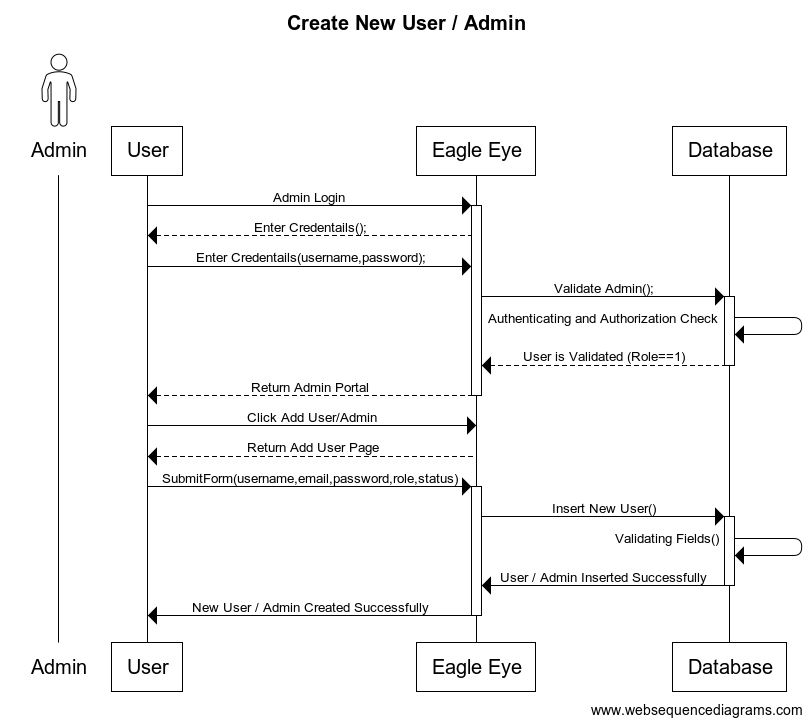 Create New User / Admin
Admin
User
Eagle Eye
Database
Admin Login
Enter Credentails();
Enter Credentails(username,password);
Validate Admin();
Authenticating and Authorization Check
User is Validated (Role==1)
Return Admin Portal
Click Add User/Admin
Return Add User Page
SubmitForm(username,email,password,role,status)
Insert New User()
Validating Fields()
User / Admin Inserted Successfully
New User / Admin Created Successfully
Admin
User
Eagle Eye
Database
www.websequencediagrams.com